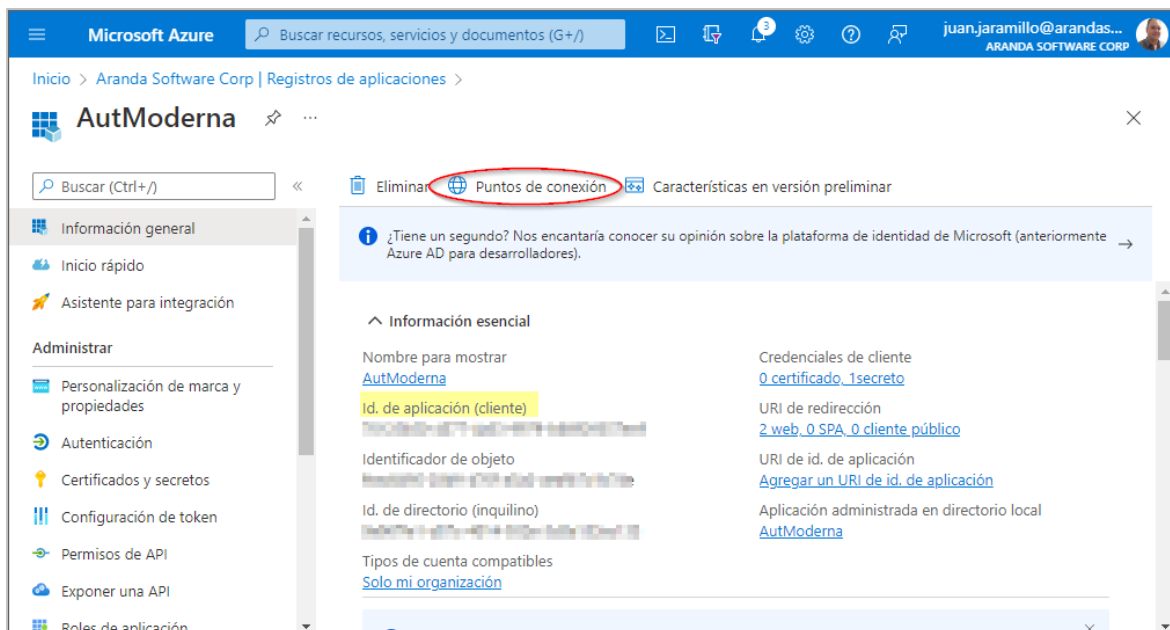 Microsoft Azure
Buscar recursos, servicios y documentos (G+/)
3
juan.jaramillo@arandas...
ARANDA SOFTWARE CORP
Inicio > Aranda Software Corp | Registros de aplicaciones >
AutModerna
Buscar (Ctrl+/)
Eliminar
Puntos de conexión
Características en versión preliminar
¿Tiene un segundo? Nos encantaría conocer su opinión sobre la plataforma de identidad de Microsoft (anteriormente
Azure AD para desarrolladores).
Información general
Inicio rápido
Asistente para integración
Administrar
Personalización de marca y
propiedades
Autenticación
Certificados y secretos
Configuración de token
Permisos de API
Exponer una API
Roles de aplicación
Información esencial
Nombre para mostrar
AutModerna
Id. de aplicación (cliente)
Identificador de objeto
Id. de directorio (inquilino)
Tipos de cuenta compatibles
Solo mi organización
Credenciales de cliente
0 certificado, 1secreto
URI de redirección
2 web, 0 SPA, 0 cliente público
URI de id. de aplicación
Agregar un URI de id. de aplicación
Aplicación administrada en directorio local
AutModerna